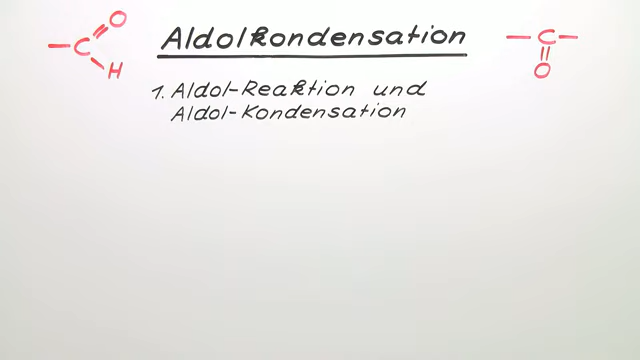 Aldolkondensation
1. Aldol-Reaktion und
Aldol-Kondensation
C
O
H
C
O